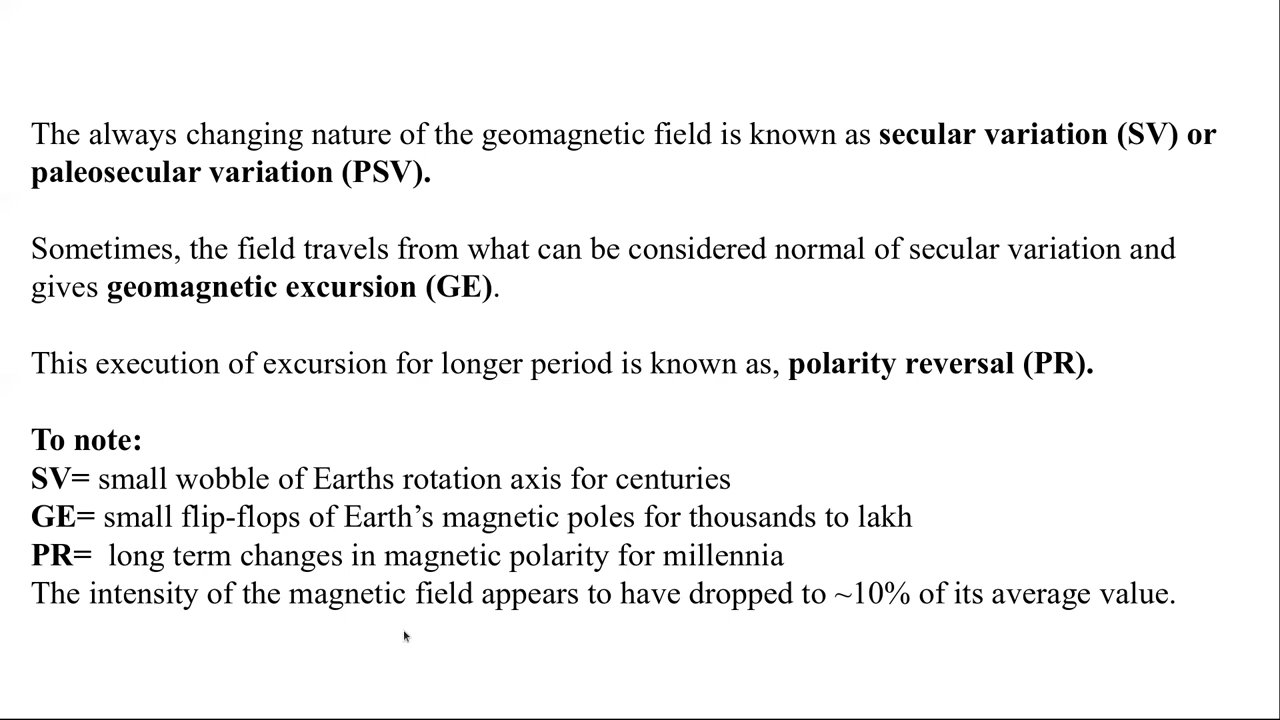 The always changing nature of the geomagnetic field is known as secular variation (SV) or
paleosecular variation (PSV).
Sometimes, the field travels from what can be considered normal of secular variation and
gives geomagnetic excursion (GE).
This execution of excursion for longer period is known as, polarity reversal (PR).
To note:
SV= small wobble of Earths rotation axis for centuries
GE= small flip-flops of Earth’s magnetic poles for thousands to lakh
PR=  long term changes in magnetic polarity for millennia
The intensity of the magnetic field appears to have dropped to ~10% of its average value.